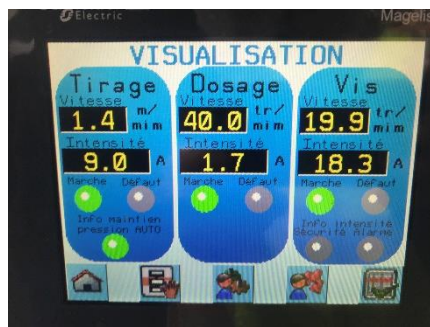 Electric
Magelis
VISUALISATION
Tirage
Vitesse
1.4 m/mim
Intensité
9.0 A
Marche Défaut
Info maintien
pression AUTO
Dosage
Vitesse
40.0 tr/mim
Intensité
1.7 A
Marche Défaut
Vis
Vitesse
19.9 tr/mim
Intensité
18.3 A
Marche Défaut
Info intensité
Sécurité Alarme